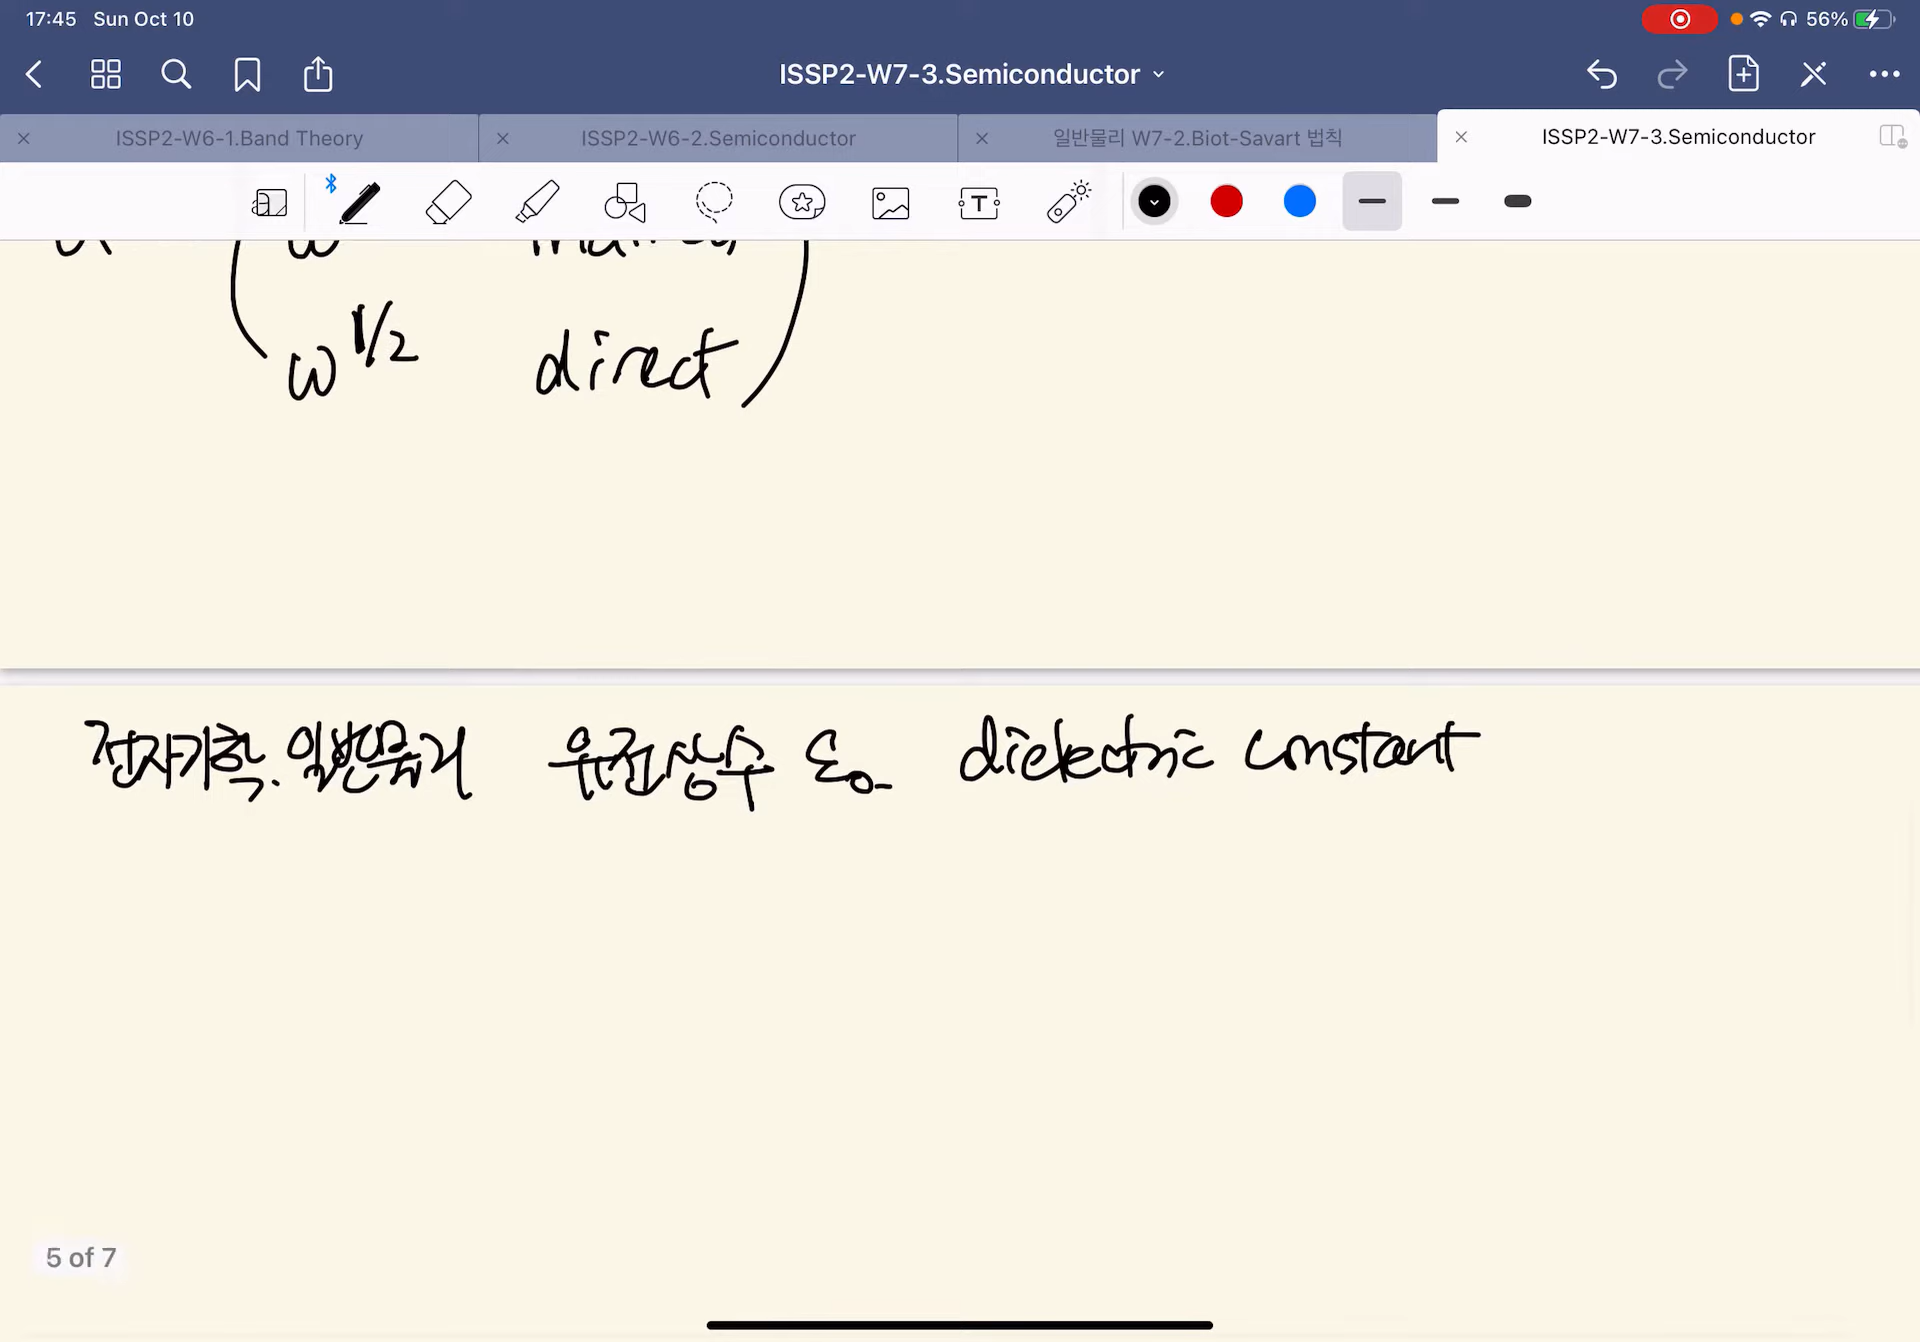 17:45 Sun Oct 10 56%
ISSP2-W7-3.Semiconductor
ISSP2-W6-1.Band Theory ISSP2-W6-2.Semiconductor 일반물리 W7-2.Biot-Savart 법칙 ISSP2-W7-3.Semiconductor
T
ω^1/2 direct
전자기학. 일반물리 유전상수 ε₀ dielectric constant
5 of 7